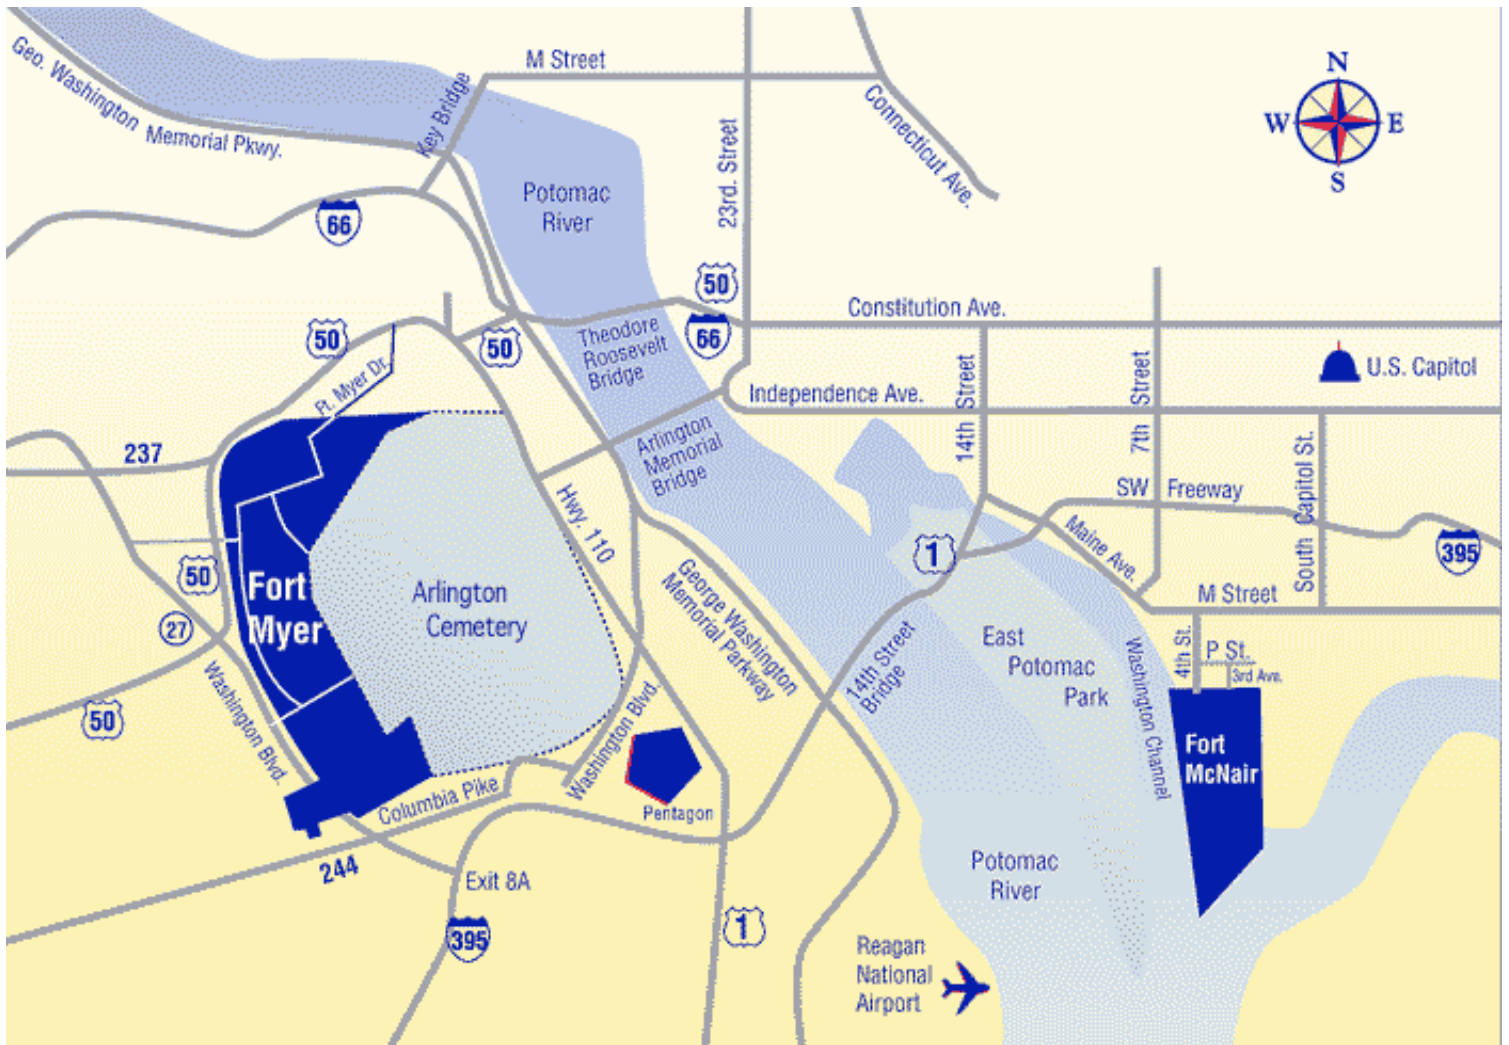 Geo. Washington Memorial Pkwy.
Key Bridge
M Street
Connecticut Ave.
N
W
E
S
23rd. Street
Potomac
River
66
50
66
50
50
Theodore
Roosevelt
Bridge
Constitution Ave.
U.S. Capitol
Independence Ave.
14th Street
7th Street
Ft. Myer Dr.
237
Arlington
Memorial
Bridge
Hwy. 110
SW Freeway
South Capitol St.
395
1
Maine Ave.
M Street
50
27
Fort
Myer
Arlington
Cemetery
George Washington
Memorial Parkway
14th Street
Bridge
East
Potomac
Park
Washington Channel
4th St.
P St.
3rd Ave.
Fort
McNair
50
Washington Blvd.
Washington Blvd.
Columbia Pike
Pentagon
244
Exit 8A
395
1
Potomac
River
Reagan
National
Airport